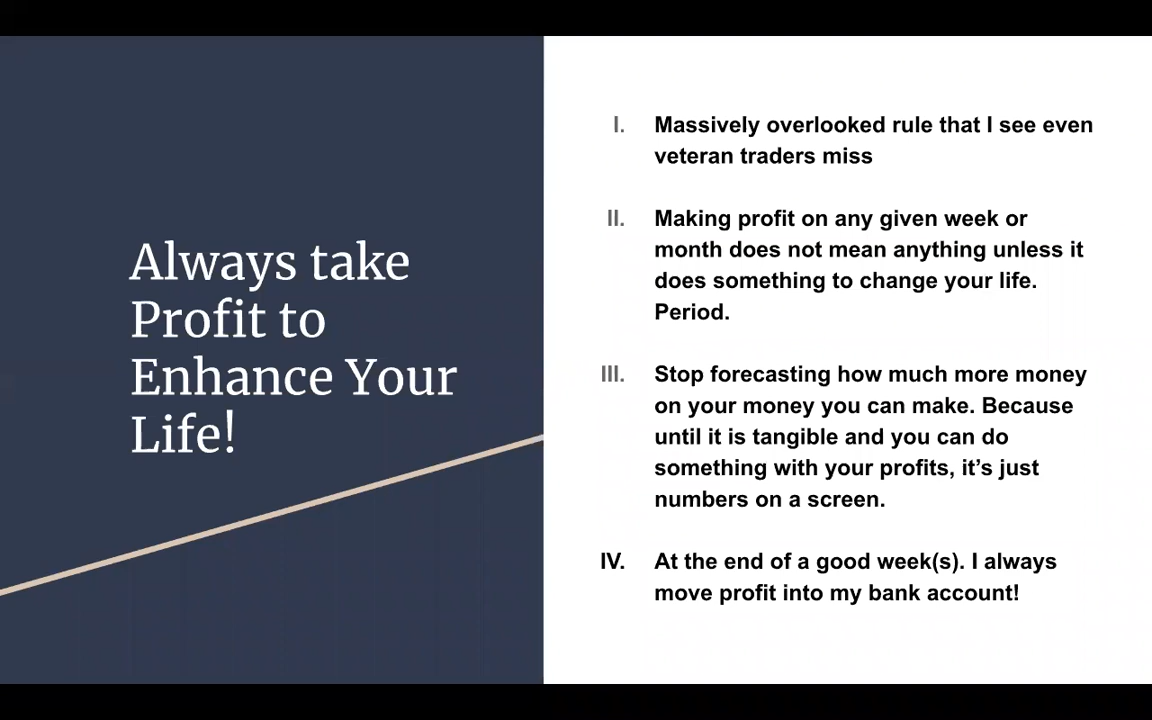 Always take
Profit to
Enhance Your
Life!
I. Massively overlooked rule that I see even
veteran traders miss
II. Making profit on any given week or
month does not mean anything unless it
does something to change your life.
Period.
III. Stop forecasting how much more money
on your money you can make. Because
until it is tangible and you can do
something with your profits, it’s just
numbers on a screen.
IV. At the end of a good week(s). I always
move profit into my bank account!